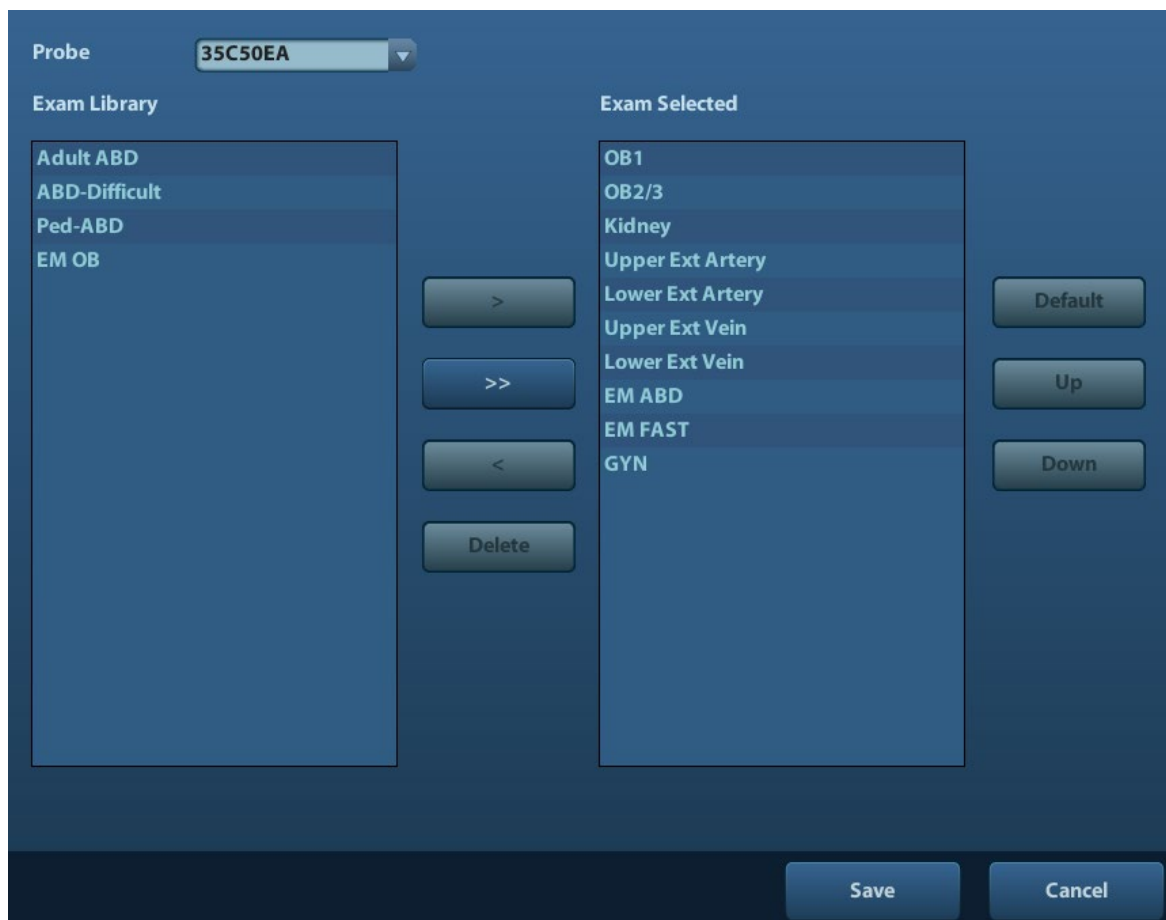 Probe 35C50EA
Exam Library
Adult ABD
ABD-Difficult
Ped-ABD
EM OB
>
>>
<
Delete
Exam Selected
OB1
OB2/3
Kidney
Upper Ext Artery
Lower Ext Artery
Upper Ext Vein
Lower Ext Vein
EM ABD
EM FAST
GYN
Default
Up
Down
Save
Cancel